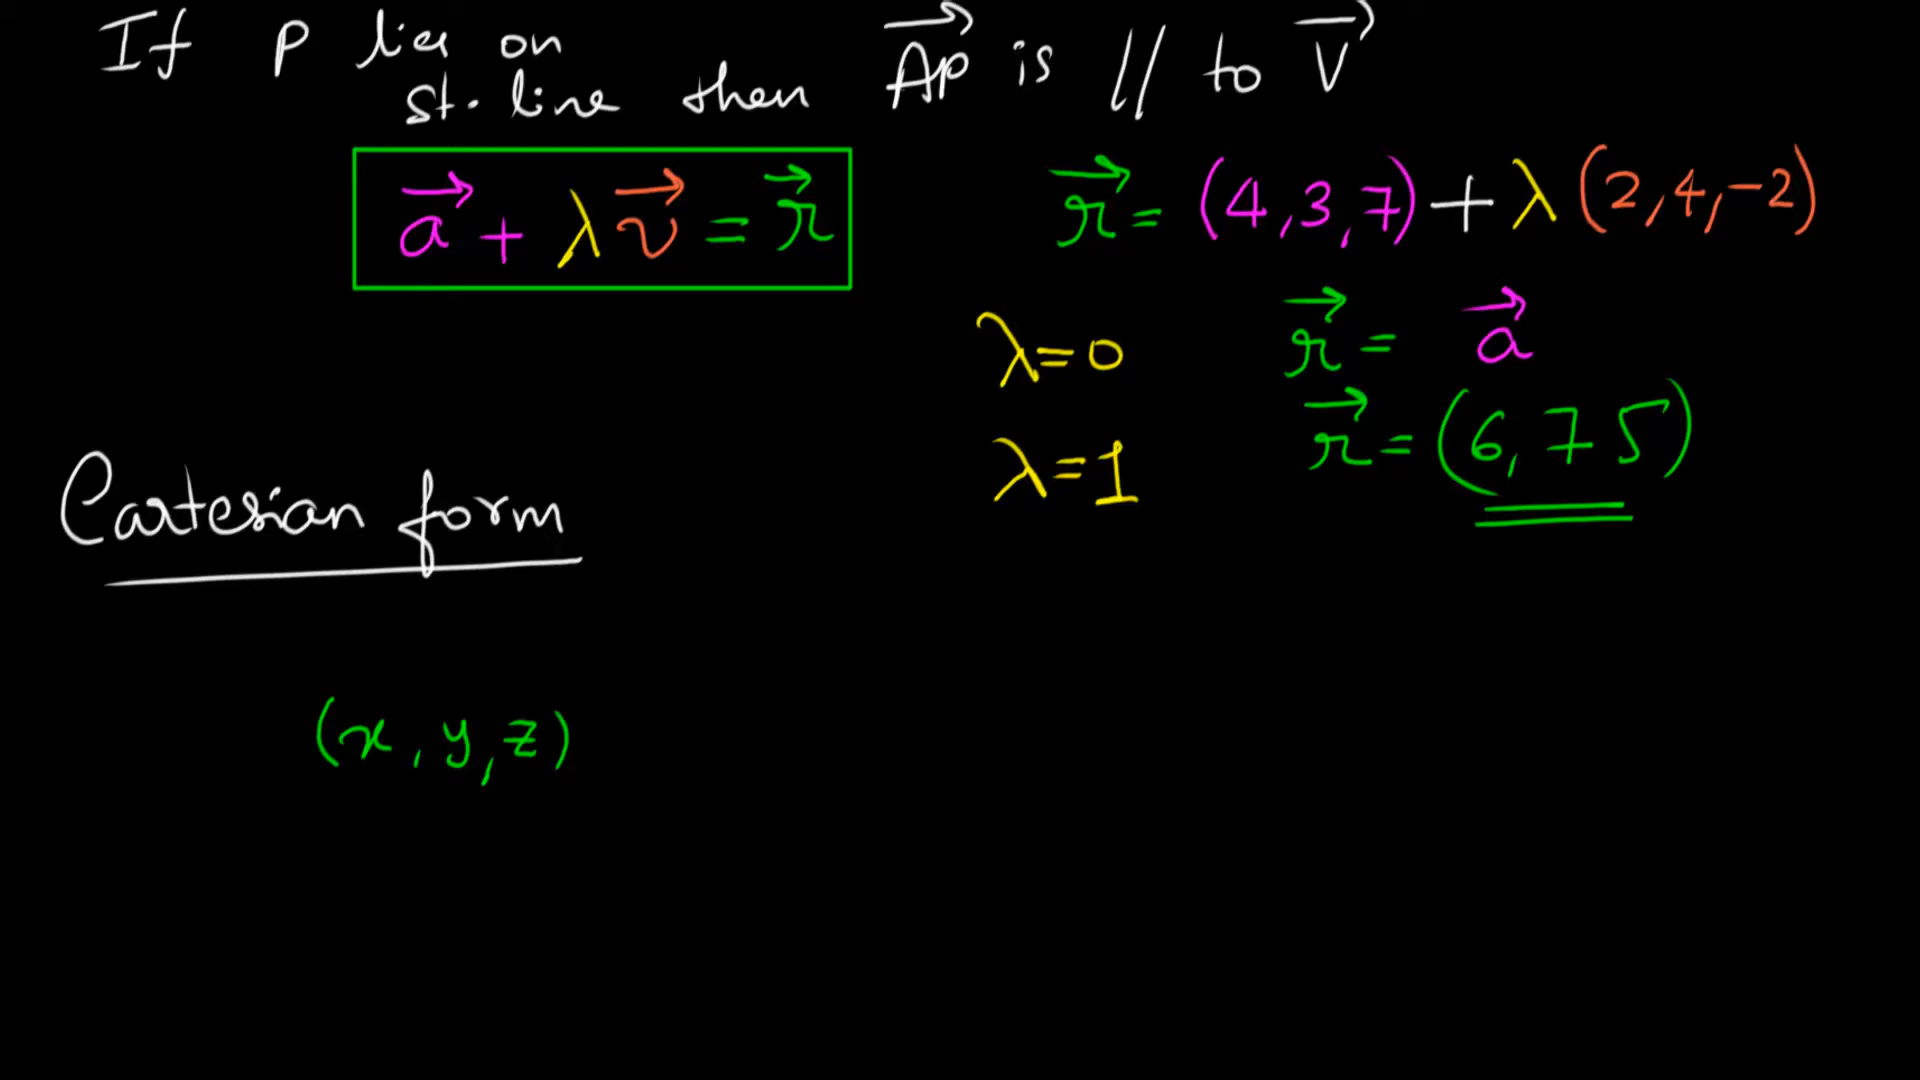 If P lies on st. line then AP⃗ is // to V⃗
a⃗ + λ v⃗ = r⃗
r⃗ = (4,3,7) + λ (2,4,-2)
λ=0 r⃗ = a⃗
λ=1 r⃗ = (6,7 5)
Cartesian form
(x, y, z)